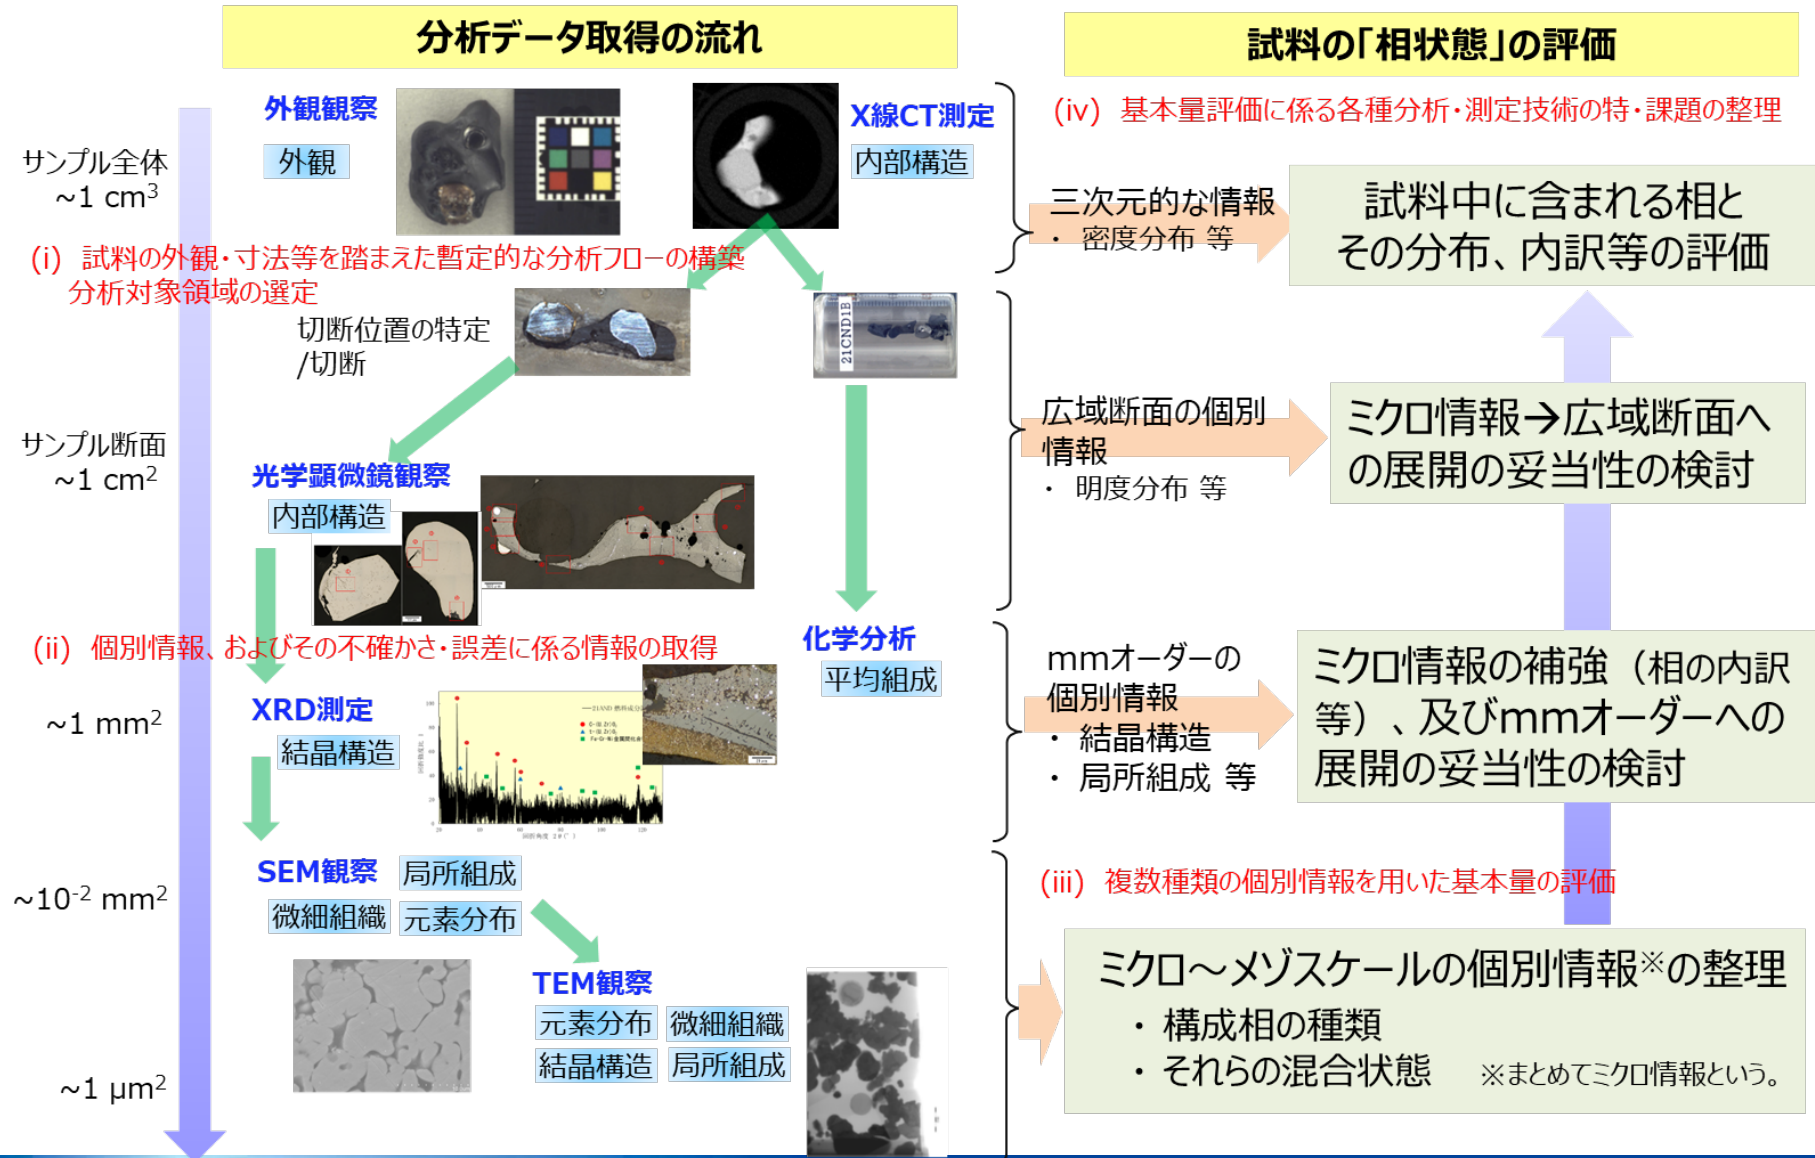 分析データ取得の流れ
試料の「相状態」の評価
外観観察
外観
X線CT測定
内部構造
サンプル全体
~1 cm3
(i) 試料の外観・寸法等を踏まえた暫定的な分析フローの構築
分析対象領域の選定
切断位置の特定
/切断
21CND1B
サンプル断面
~1 cm2
光学顕微鏡観察
内部構造
(ii) 個別情報、およびその不確かさ・誤差に係る情報の取得
化学分析
平均組成
~1 mm2
XRD測定
結晶構造
回折角度 2θ(°)
20
40
60
80
100
120
~10-2 mm2
SEM観察
局所組成
微細組織
元素分布
TEM観察
元素分布
微細組織
結晶構造
局所組成
~1 μm2
(iv) 基本量評価に係る各種分析・測定技術の特・課題の整理
三次元的な情報
・ 密度分布 等
試料中に含まれる相と
その分布、内訳等の評価
広域断面の個別
情報
・ 明度分布 等
ミクロ情報→広域断面へ
の展開の妥当性の検討
mmオーダーの
個別情報
・ 結晶構造
・ 局所組成 等
ミクロ情報の補強（相の内訳
等）、及びmmオーダーへの
展開の妥当性の検討
(iii) 複数種類の個別情報を用いた基本量の評価
ミクロ～メゾスケールの個別情報※の整理
・ 構成相の種類
・ それらの混合状態 ※まとめてミクロ情報という。